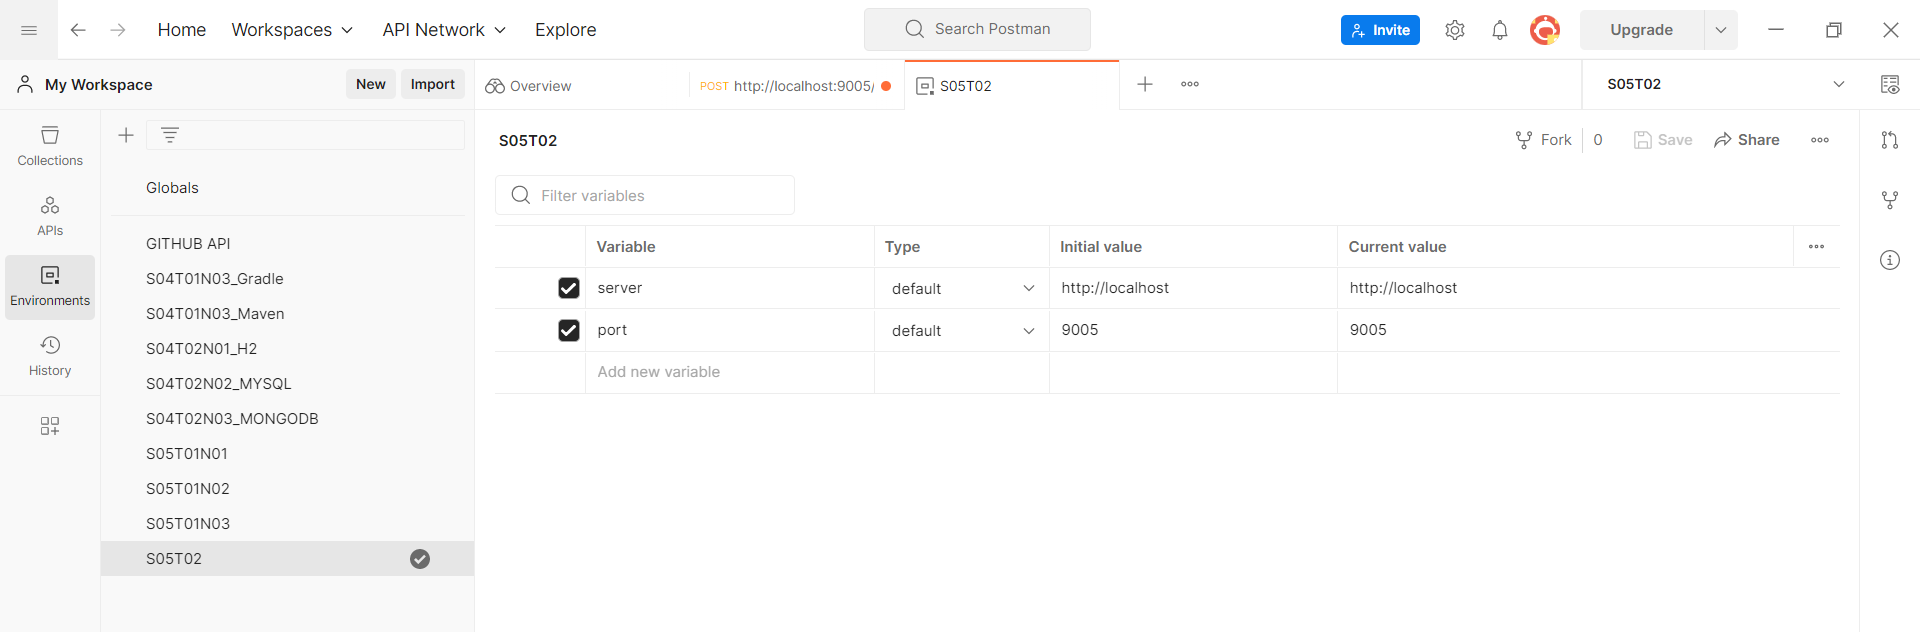 Home Workspaces API Network Explore Search Postman Invite Upgrade
My Workspace New Import Overview POST http://localhost:9005/ S05T02 S05T02
Collections
APIs
Environments
History
Globals
GITHUB API
S04T01N03_Gradle
S04T01N03_Maven
S04T02N01_H2
S04T02N02_MYSQL
S04T02N03_MONGODB
S05T01N01
S05T01N02
S05T01N03
S05T02
S05T02 Fork 0 Save Share
Filter variables
Variable Type Initial value Current value
server default http://localhost http://localhost
port default 9005 9005
Add new variable